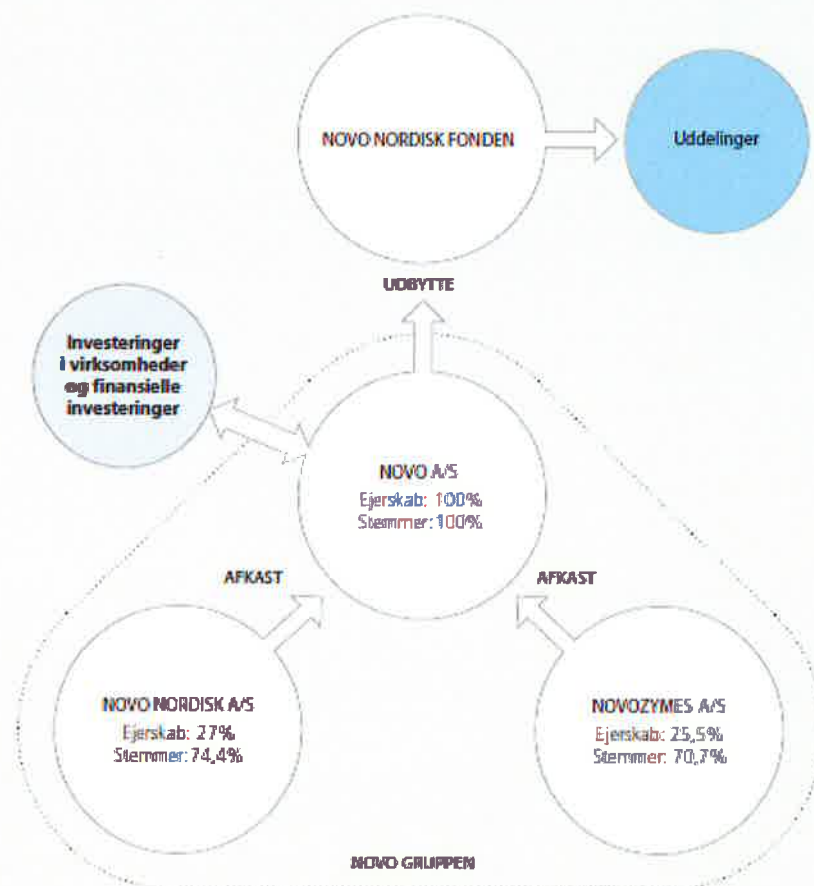 NOVO NORDISK FONDEN
Uddelinger
UDBYTTE
Investeringer
i virksomheder
og finansielle
investeringer
NOVO A/S
Ejerskab: 100%
Stemmer: 100%
AFKAST
AFKAST
NOVO NORDISK A/S
Ejerskab: 27%
Stemmer: 74,4%
NOVOZYMES A/S
Ejerskab: 25,5%
Stemmer: 70,7%
NOVO GRUPPEN